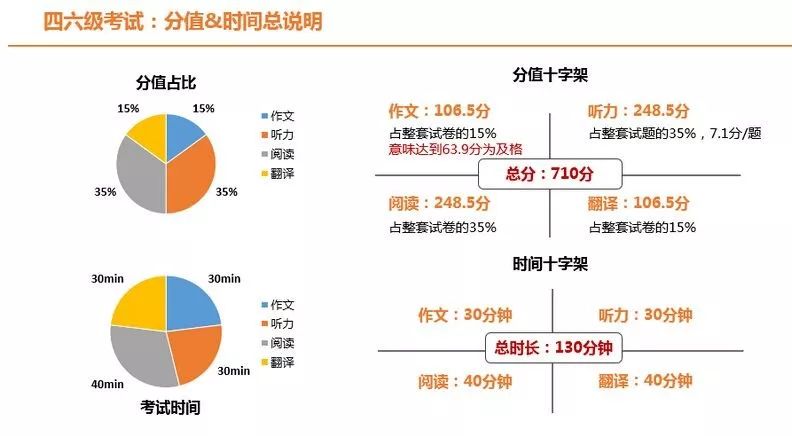 四六级考试：分值&时间总说明
分值占比
15%
15%
35%
35%
作文
听力
阅读
翻译
分值十字架
作文：106.5分
占整套试卷的15%
意味达到63.9分为及格
听力：248.5分
占整套试题的35%，7.1分/题
总分：710分
阅读：248.5分
占整套试卷的35%
翻译：106.5分
占整套试卷的15%
30min
30min
40min
30min
作文
听力
阅读
翻译
考试时间
时间十字架
作文：30分钟
听力：30分钟
总时长：130分钟
阅读：40分钟
翻译：40分钟